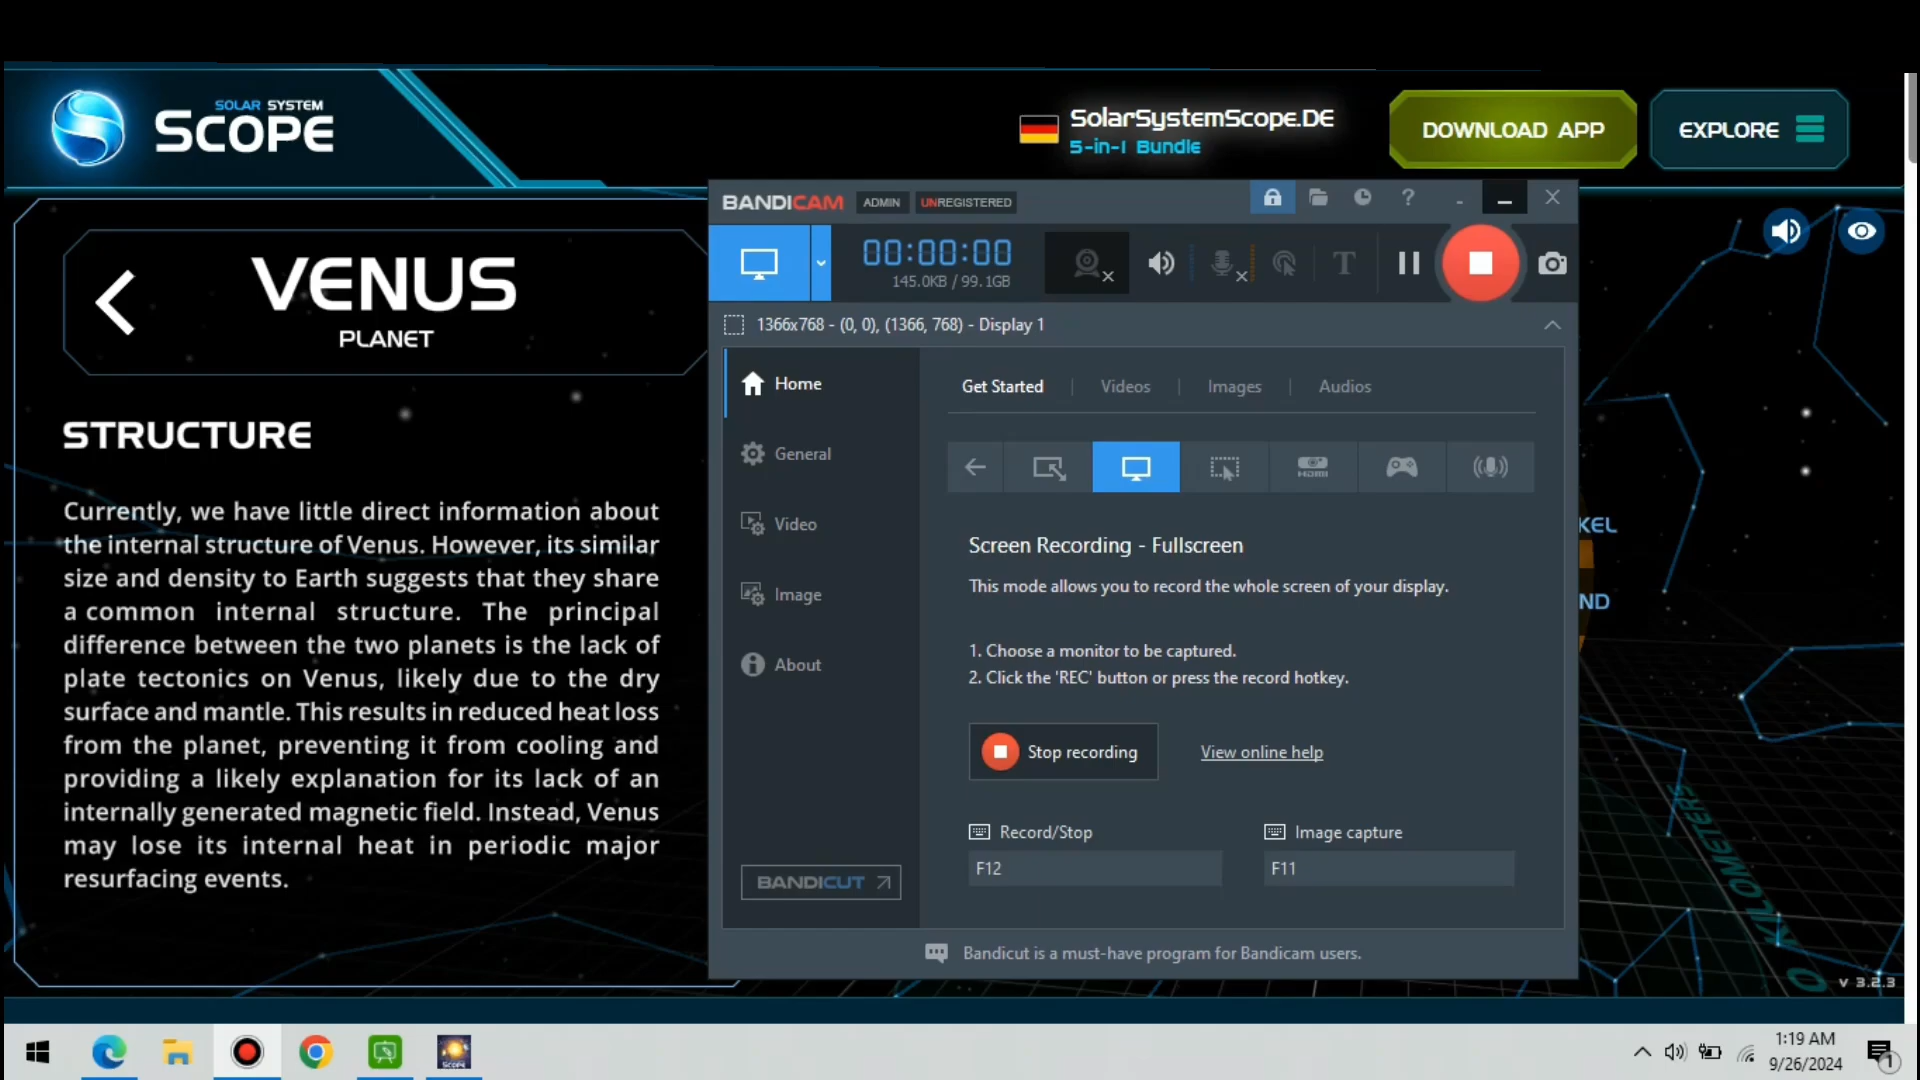 SOLAR SYSTEM
SCOPE
SolarSystemScope.DE
5-in-1 Bundle
DOWNLOAD APP
EXPLORE
VENUS
PLANET
STRUCTURE
Currently, we have little direct information about
the internal structure of Venus. However, its similar
size and density to Earth suggests that they share
a common internal structure. The principal
difference between the two planets is the lack of
plate tectonics on Venus, likely due to the dry
surface and mantle. This results in reduced heat loss
from the planet, preventing it from cooling and
providing a likely explanation for its lack of an
internally generated magnetic field. Instead, Venus
may lose its internal heat in periodic major
resurfacing events.
BANDICAM ADMIN UNREGISTERED
00:00:00
145.0KB / 99.1GB
1366x768 - (0, 0), (1366, 768) - Display 1
Home
General
Video
Image
About
BANDICUT
Get Started | Videos | Images | Audios
HDMI
Screen Recording - Fullscreen
This mode allows you to record the whole screen of your display.
1. Choose a monitor to be captured.
2. Click the 'REC' button or press the record hotkey.
Stop recording
View online help
Record/Stop
F12
Image capture
F11
Bandicut is a must-have program for Bandicam users.
KEL
ND
0 KILOMETERS
v 3.2.3
SCOPE
1:19 AM
9/26/2024
1